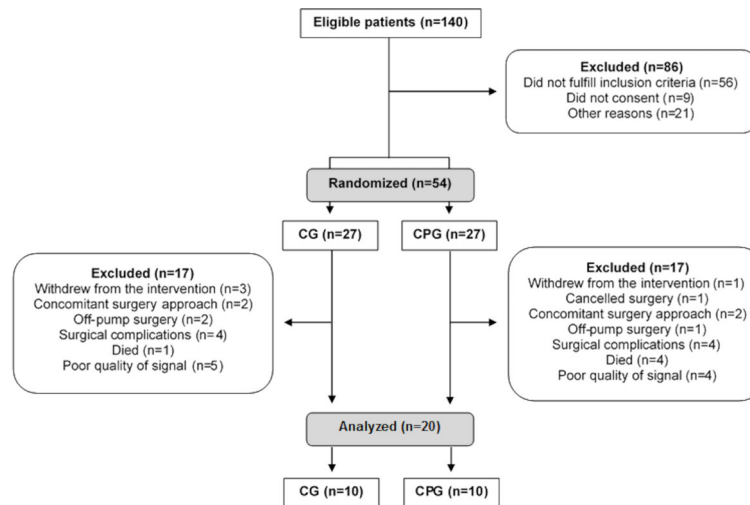 Eligible patients (n=140)
Excluded (n=86)
Did not fulfill inclusion criteria (n=56)
Did not consent (n=9)
Other reasons (n=21)
Randomized (n=54)
CG (n=27)
CPG (n=27)
Excluded (n=17)
Withdrew from the intervention (n=3)
Concomitant surgery approach (n=2)
Off-pump surgery (n=2)
Surgical complications (n=4)
Died (n=1)
Poor quality of signal (n=5)
Excluded (n=17)
Withdrew from the intervention (n=1)
Cancelled surgery (n=1)
Concomitant surgery approach (n=2)
Off-pump surgery (n=1)
Surgical complications (n=4)
Died (n=4)
Poor quality of signal (n=4)
Analyzed (n=20)
CG (n=10)
CPG (n=10)